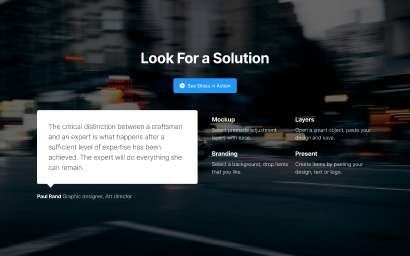 Look For a Solution
See Slides in Action
The critical distinction between a craftsman
and an expert is what happens after a
sufficient level of expertise has been
achieved. The expert will do everything she
can remain.
Paul Rand Graphic designer, Art director
Mockup
Select premade adjustment
layers with ease.
Layers
Open a smart object, paste your
design and save.
Branding
Select a background, drop fonts
that you like.
Present
Create items by pairing your
design, text or logo.